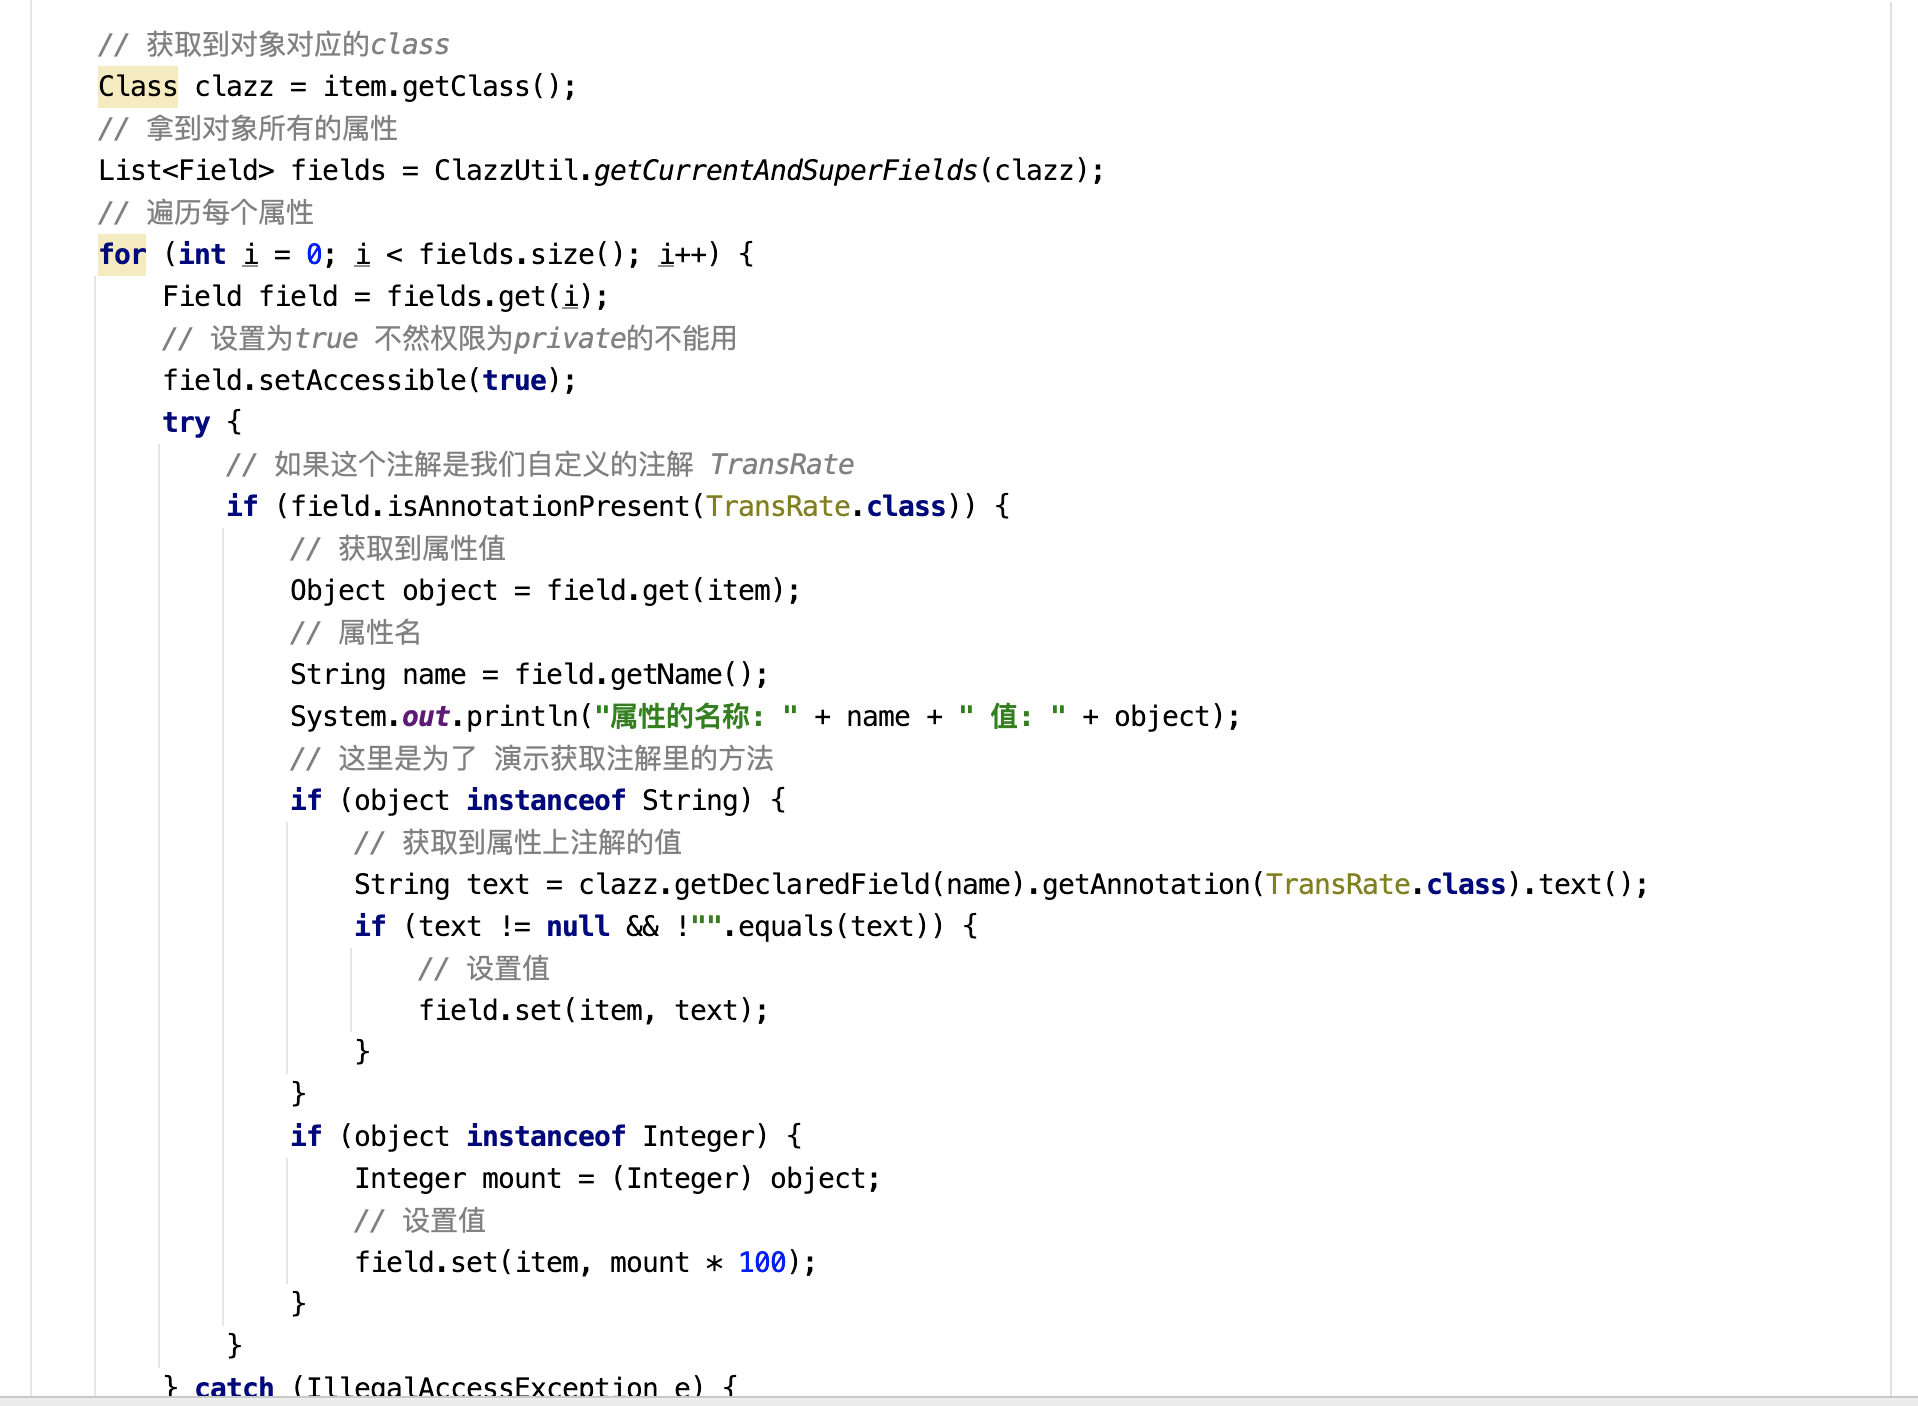 // 获取到对象对应的class
Class clazz = item.getClass();
// 拿到对象所有的属性
List<Field> fields = ClazzUtil.getCurrentAndSuperFields(clazz);
// 遍历每个属性
for (int i = 0; i < fields.size(); i++) {
    Field field = fields.get(i);
    // 设置为true 不然权限为private的不能用
    field.setAccessible(true);
    try {
        // 如果这个注解是我们自定义的注解 TransRate
        if (field.isAnnotationPresent(TransRate.class)) {
            // 获取到属性值
            Object object = field.get(item);
            // 属性名
            String name = field.getName();
            System.out.println("属性的名称: " + name + " 值: " + object);
            // 这里是为了 演示获取注解里的方法
            if (object instanceof String) {
                // 获取到属性上注解的值
                String text = clazz.getDeclaredField(name).getAnnotation(TransRate.class).text();
                if (text != null && !"".equals(text)) {
                    // 设置值
                    field.set(item, text);
                }
            }
            if (object instanceof Integer) {
                Integer mount = (Integer) object;
                // 设置值
                field.set(item, mount * 100);
            }
        }
    } catch (IllegalAccessException e) {